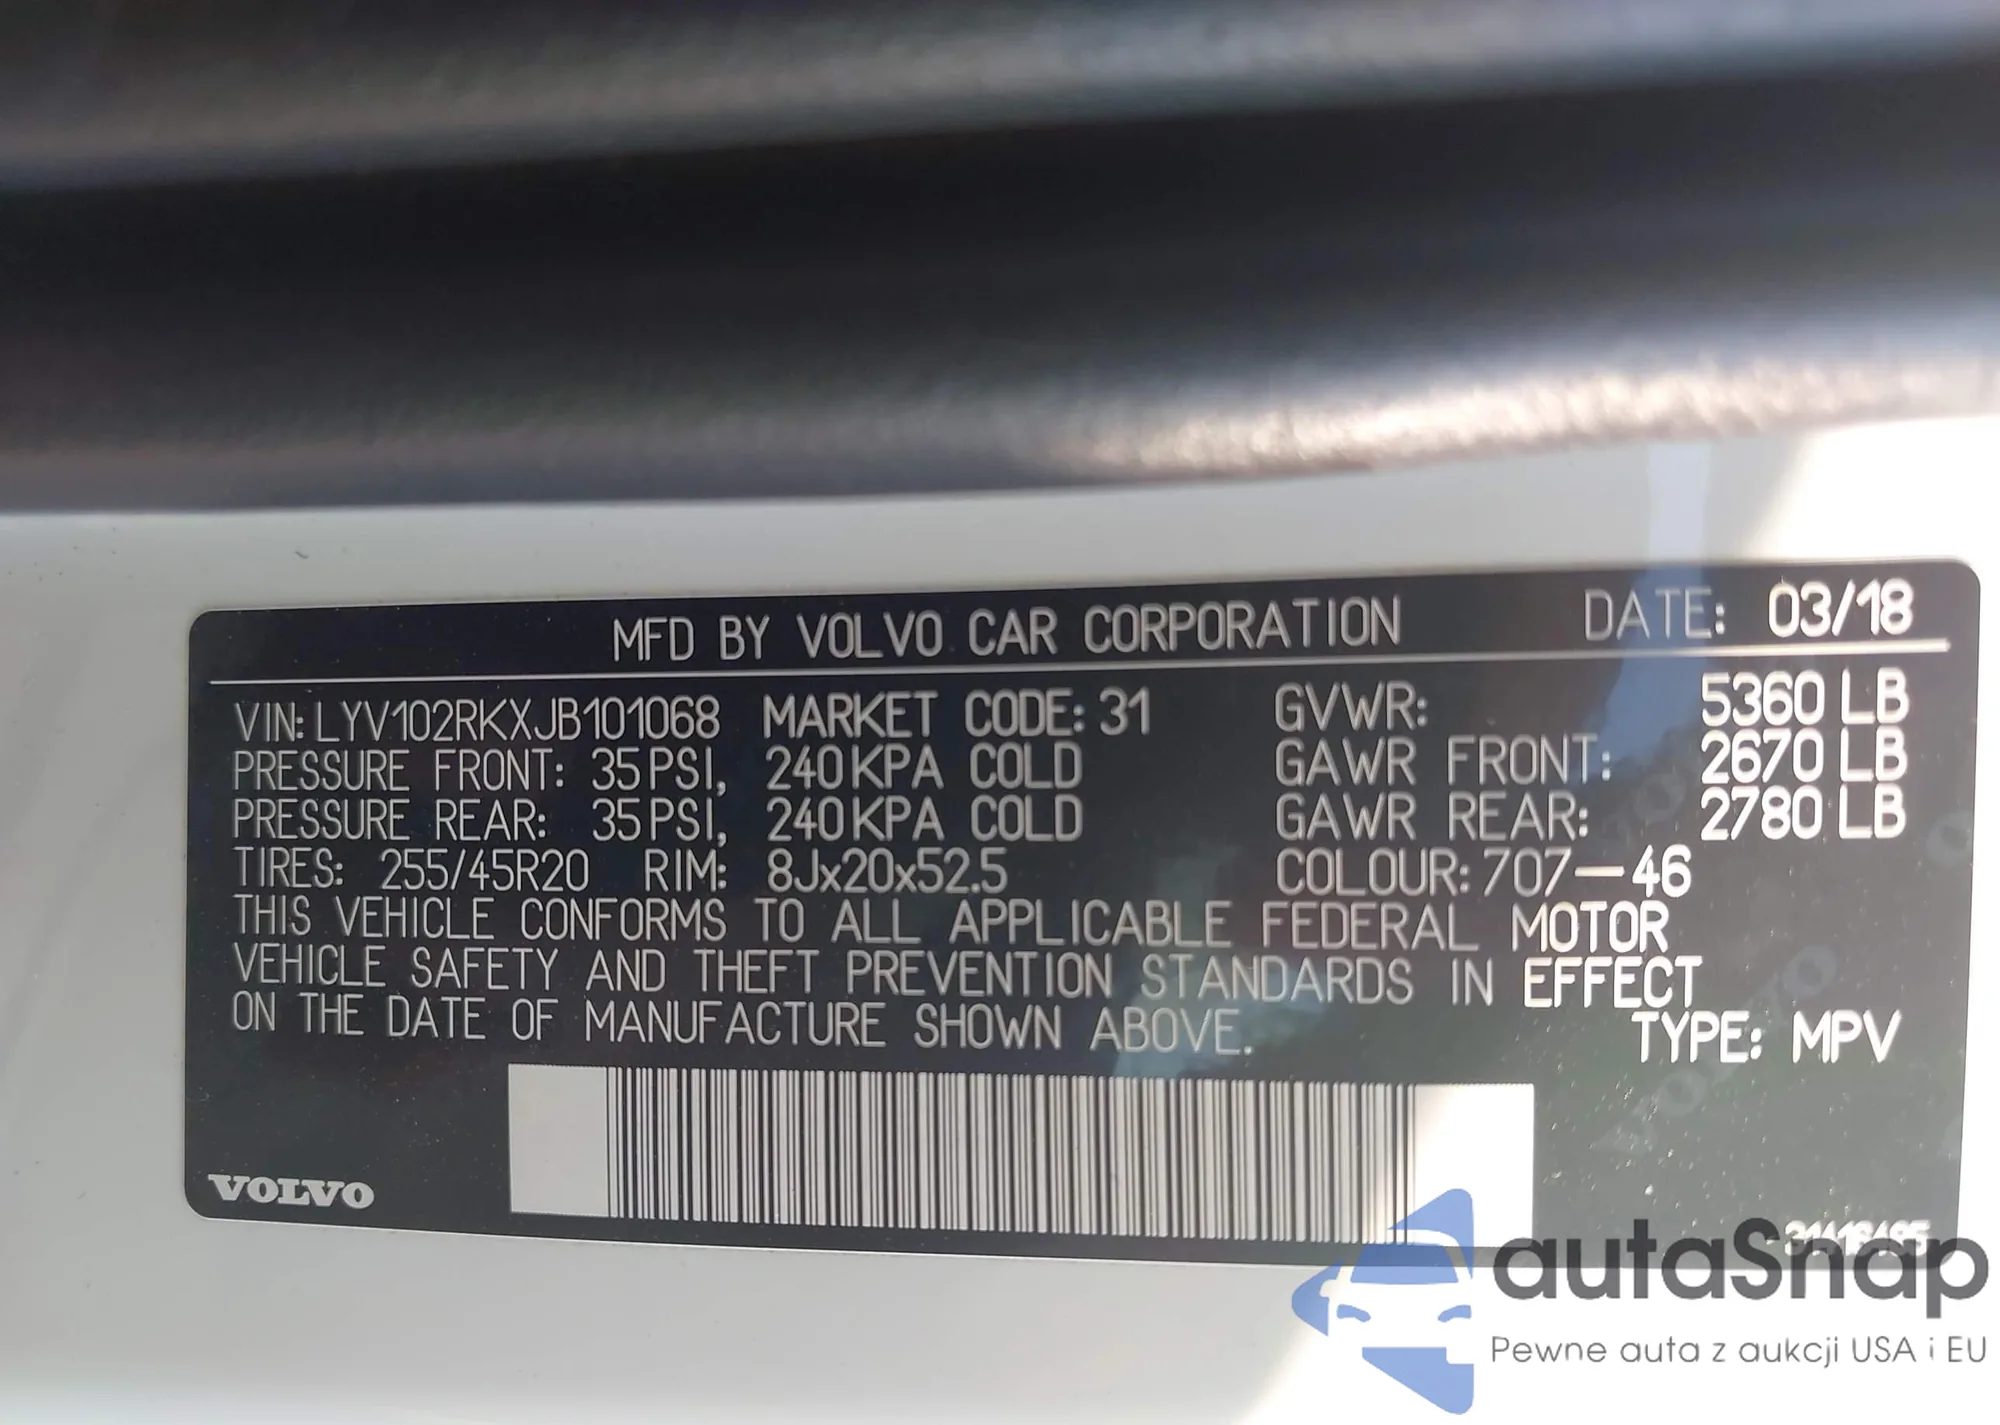 MFD BY VOLVO CAR CORPORATION DATE: 03/18
VIN: LYV102RKXJB101068 MARKET CODE: 31 GVWR: 5360 LB
PRESSURE FRONT: 35 PSI, 240 KPA COLD GAWR FRONT: 2670 LB
PRESSURE REAR: 35 PSI, 240 KPA COLD GAWR REAR: 2780 LB
TIRES: 255/45R20 RIM: 8Jx20x52.5 COLOUR: 707-46
THIS VEHICLE CONFORMS TO ALL APPLICABLE FEDERAL MOTOR
VEHICLE SAFETY AND THEFT PREVENTION STANDARDS IN EFFECT
ON THE DATE OF MANUFACTURE SHOWN ABOVE.
TYPE: MPV
VOLVO
autaSnap
Pewne auta z aukcji USA i EU